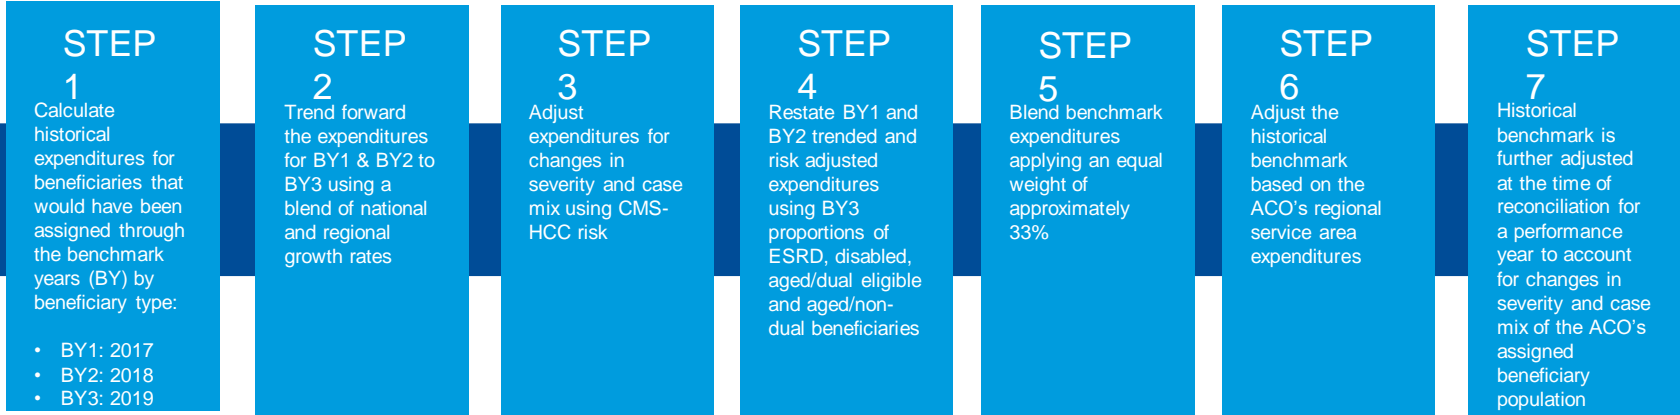 STEP
1
Calculate
historical
expenditures for
beneficiaries that
would have been
assigned through
the benchmark
years (BY) by
beneficiary type:
• BY1: 2017
• BY2: 2018
• BY3: 2019
STEP
2
Trend forward
the expenditures
for BY1 & BY2 to
BY3 using a
blend of national
and regional
growth rates
STEP
3
Adjust
expenditures for
changes in
severity and case
mix using CMS-
HCC risk
STEP
4
Restate BY1 and
BY2 trended and
risk adjusted
expenditures
using BY3
proportions of
ESRD, disabled,
aged/dual eligible
and aged/non-
dual beneficiaries
STEP
5
Blend benchmark
expenditures
applying an equal
weight of
approximately
33%
STEP
6
Adjust the
historical
benchmark
based on the
ACO's regional
service area
expenditures
STEP
7
Historical
benchmark is
further adjusted
at the time of
reconciliation for
a performance
year to account
for changes in
severity and case
mix of the ACO's
assigned
beneficiary
population